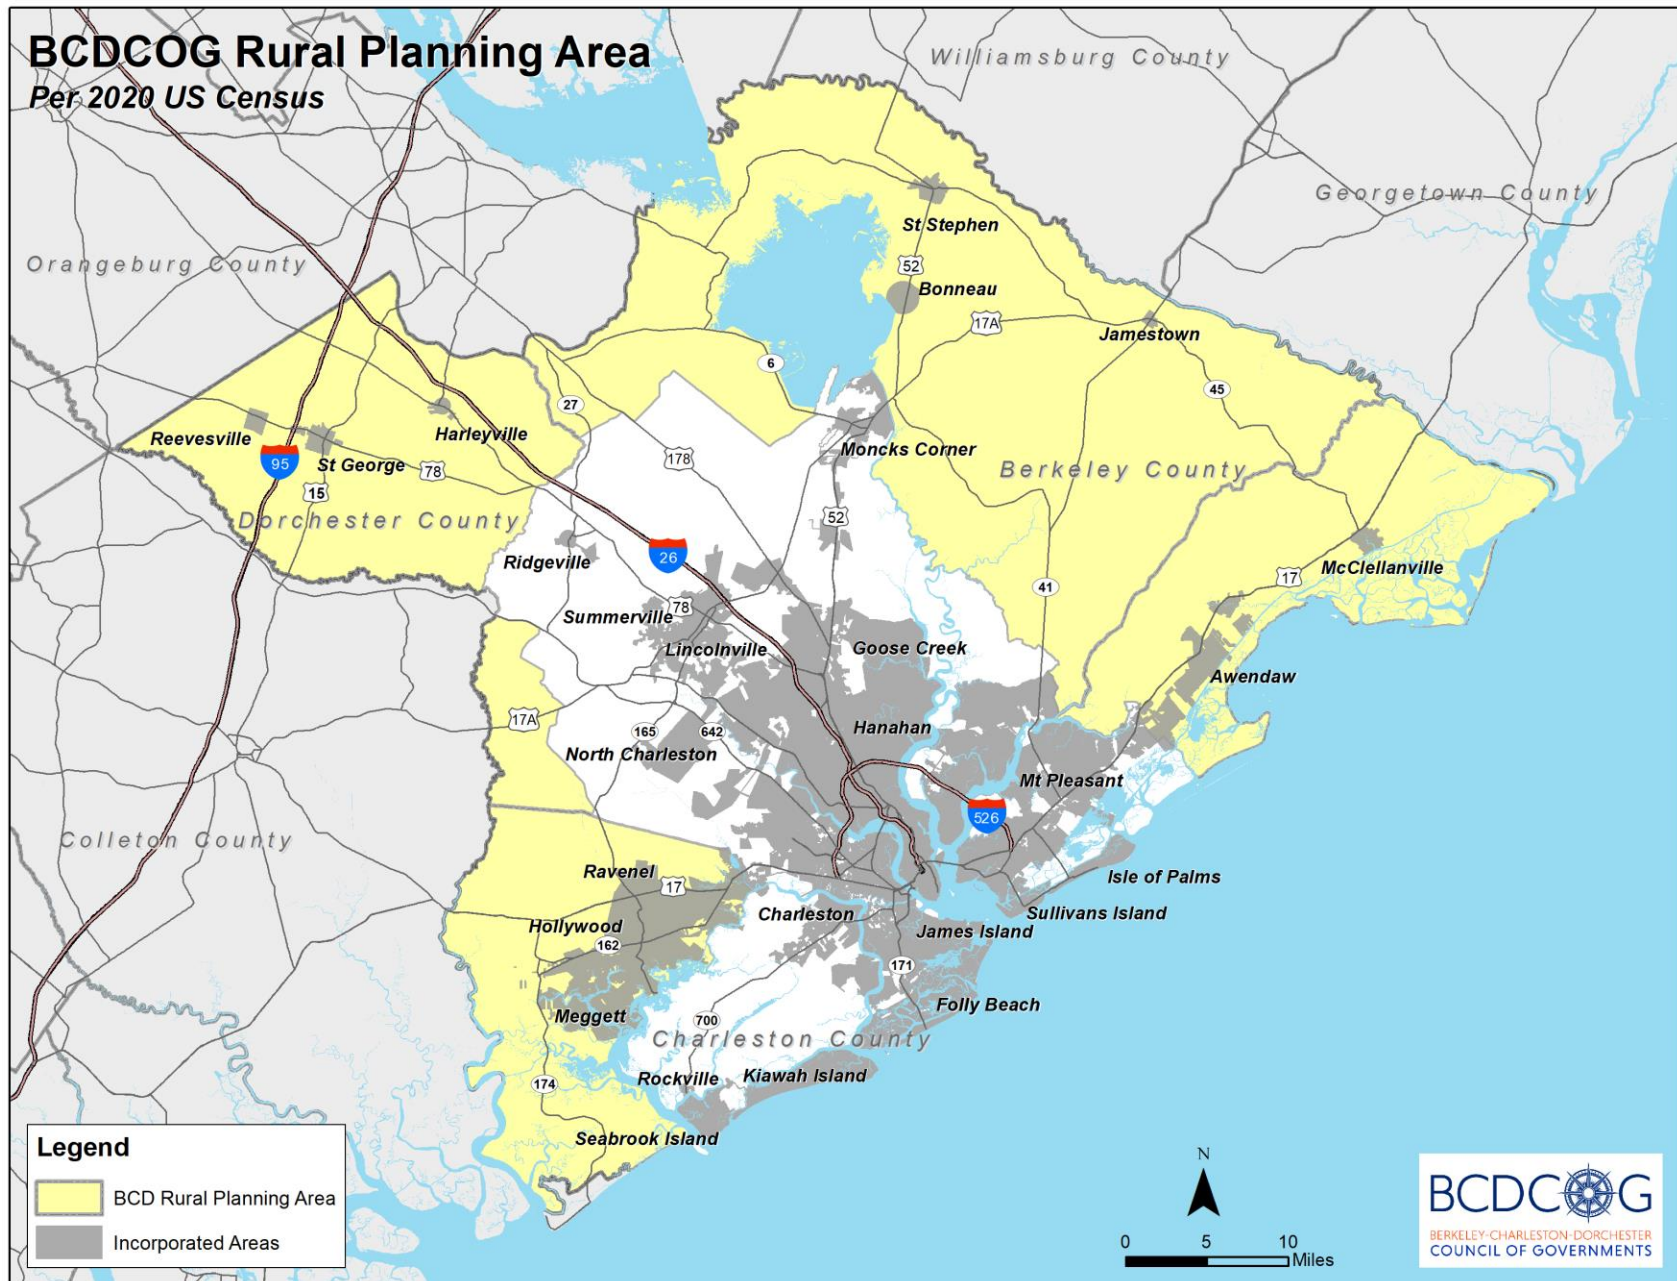 BCDCOG Rural Planning Area
Per 2020 US Census
Williamsburg County
Georgetown County
St Stephen
Orangeburg County
52
Bonneau
17A
Jamestown
6
45
27
Reevesville
Harleyville
Moncks Corner
95
St George
78
178
Berkeley County
15
Dorchester County
52
Ridgeville
26
McClellanville
17
41
78
Summerville
Lincolnville
Goose Creek
Awendaw
17A
165
642
Hanahan
North Charleston
Mt Pleasant
526
Colleton County
Ravenel
17
Isle of Palms
Charleston
Sullivans Island
Hollywood
James Island
162
171
Folly Beach
Meggett
700
Charleston County
Rockville
Kiawah Island
174
Seabrook Island
Legend
BCD Rural Planning Area
Incorporated Areas
N
0 5 10
Miles
BCDCOG
BERKELEY-CHARLESTON-DORCHESTER
COUNCIL OF GOVERNMENTS